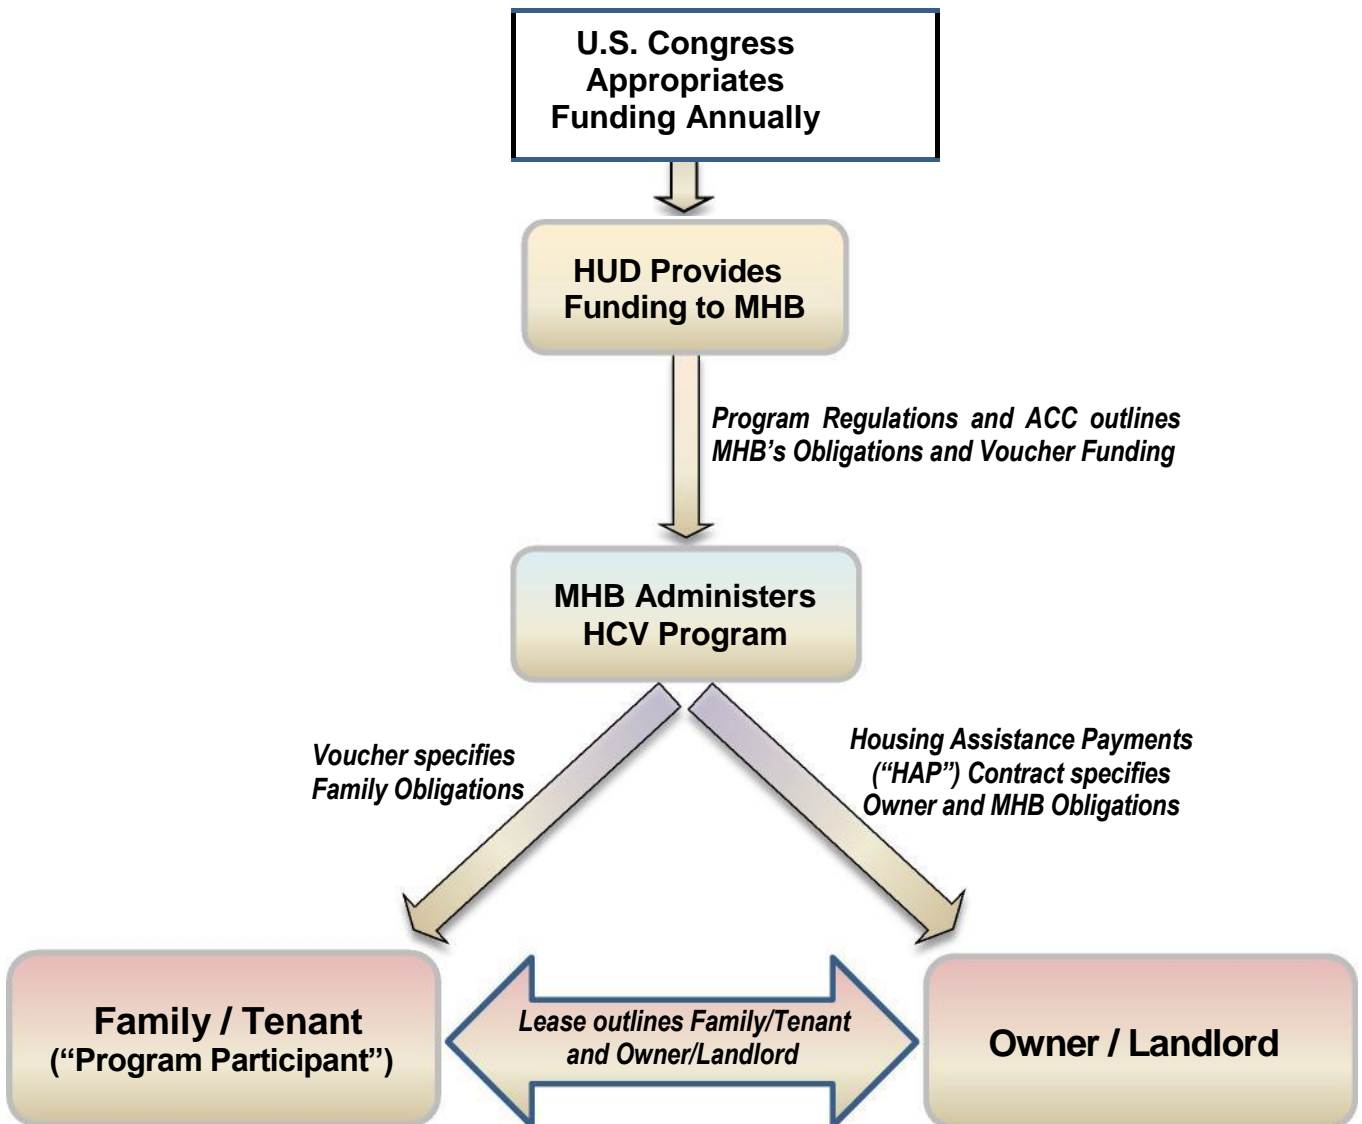 U.S. Congress
Appropriates
Funding Annually
HUD Provides
Funding to MHB
Program Regulations and ACC outlines
MHB’s Obligations and Voucher Funding
MHB Administers
HCV Program
Voucher specifies
Family Obligations
Housing Assistance Payments
(“HAP”) Contract specifies
Owner and MHB Obligations
Family / Tenant
(“Program Participant”)
Lease outlines Family/Tenant
and Owner/Landlord
Owner / Landlord